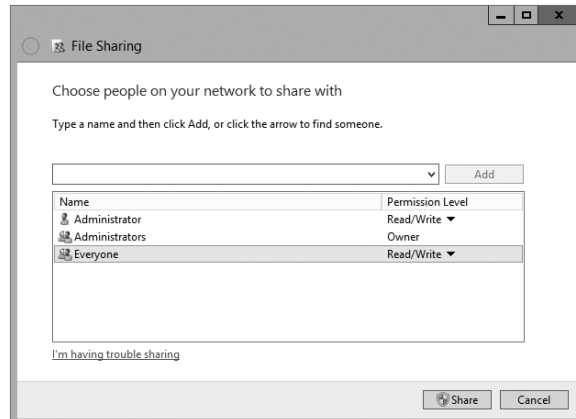 File Sharing
Choose people on your network to share with
Type a name and then click Add, or click the arrow to find someone.
Add
Name Permission Level
Administrator Read/Write
Administrators Owner
Everyone Read/Write
I'm having trouble sharing
Share Cancel